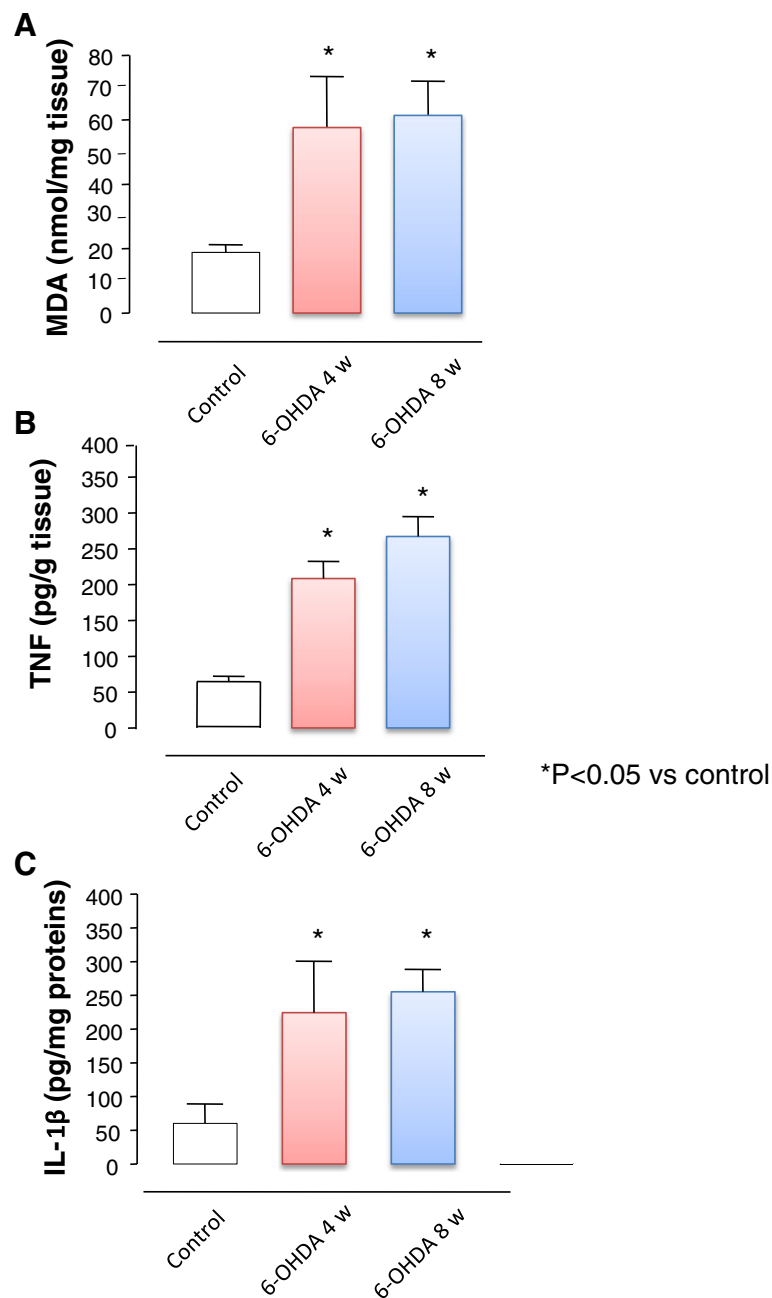 A
MDA (nmol/mg tissue)
80
70
60
50
40
30
20
10
0
*
*
Control
6-OHDA 4 w
6-OHDA 8 w
B
TNF (pg/g tissue)
400
350
300
250
200
150
100
50
0
*
*
Control
6-OHDA 4 w
6-OHDA 8 w
*P<0.05 vs control
C
IL-1β (pg/mg proteins)
400
350
300
250
200
150
100
50
0
*
*
Control
6-OHDA 4 w
6-OHDA 8 w